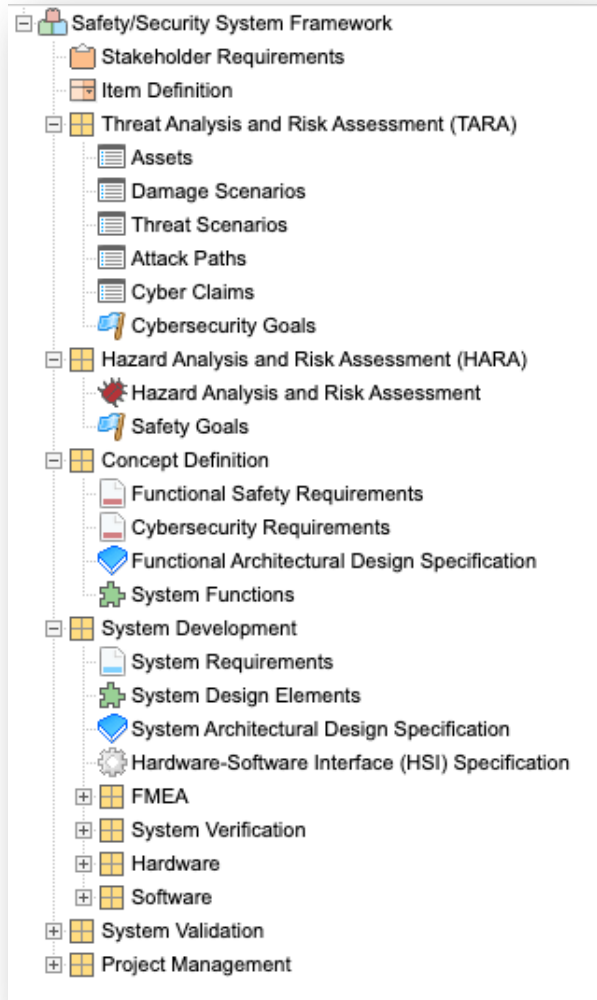 Safety/Security System Framework
Stakeholder Requirements
Item Definition
Threat Analysis and Risk Assessment (TARA)
Assets
Damage Scenarios
Threat Scenarios
Attack Paths
Cyber Claims
Cybersecurity Goals
Hazard Analysis and Risk Assessment (HARA)
Hazard Analysis and Risk Assessment
Safety Goals
Concept Definition
Functional Safety Requirements
Cybersecurity Requirements
Functional Architectural Design Specification
System Functions
System Development
System Requirements
System Design Elements
System Architectural Design Specification
Hardware-Software Interface (HSI) Specification
FMEA
System Verification
Hardware
Software
System Validation
Project Management